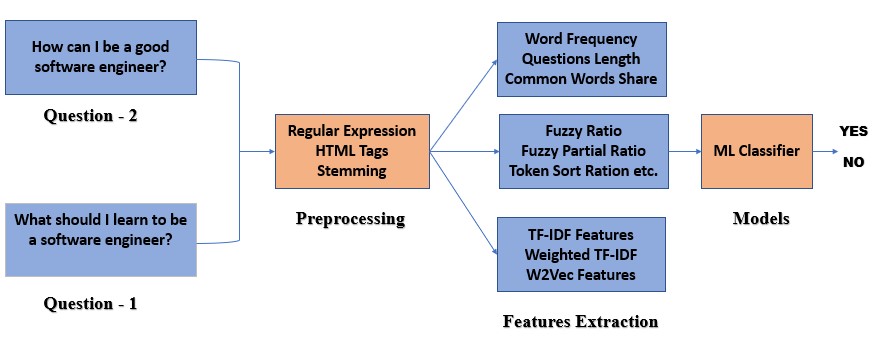 How can I be a good
software engineer?
Question - 2
What should I learn to be
a software engineer?
Question - 1
Regular Expression
HTML Tags
Stemming
Preprocessing
Word Frequency
Questions Length
Common Words Share
Fuzzy Ratio
Fuzzy Partial Ratio
Token Sort Ration etc.
TF-IDF Features
Weighted TF-IDF
W2Vec Features
Features Extraction
ML Classifier
Models
YES
NO